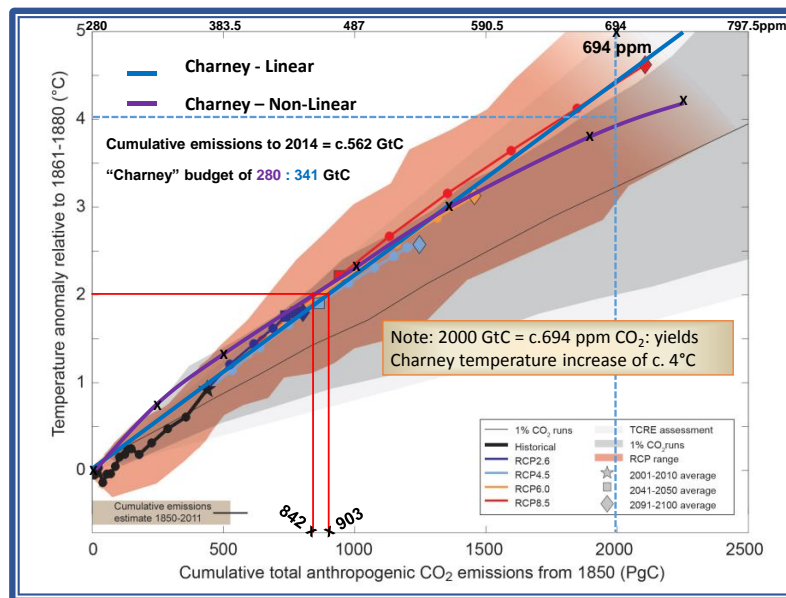 280 383.5 487 590.5 694 797.5ppm
694 ppm
Charney - Linear
Charney – Non-Linear
Cumulative emissions to 2014 = c.562 GtC
“Charney” budget of 280 : 341 GtC
Note: 2000 GtC = c.694 ppm CO₂: yields
Charney temperature increase of c. 4°C
Temperature anomaly relative to 1861-1880 (°C)
5
4
3
2
1
0
1% CO₂ runs
Historical
RCP2.6
RCP4.5
RCP6.0
RCP8.5
TCRE assessment
1% CO₂runs
RCP range
2001-2010 average
2041-2050 average
2091-2100 average
Cumulative emissions
estimate 1850-2011
842 x x 903
0 500 1000 1500 2000 2500
Cumulative total anthropogenic CO₂ emissions from 1850 (PgC)